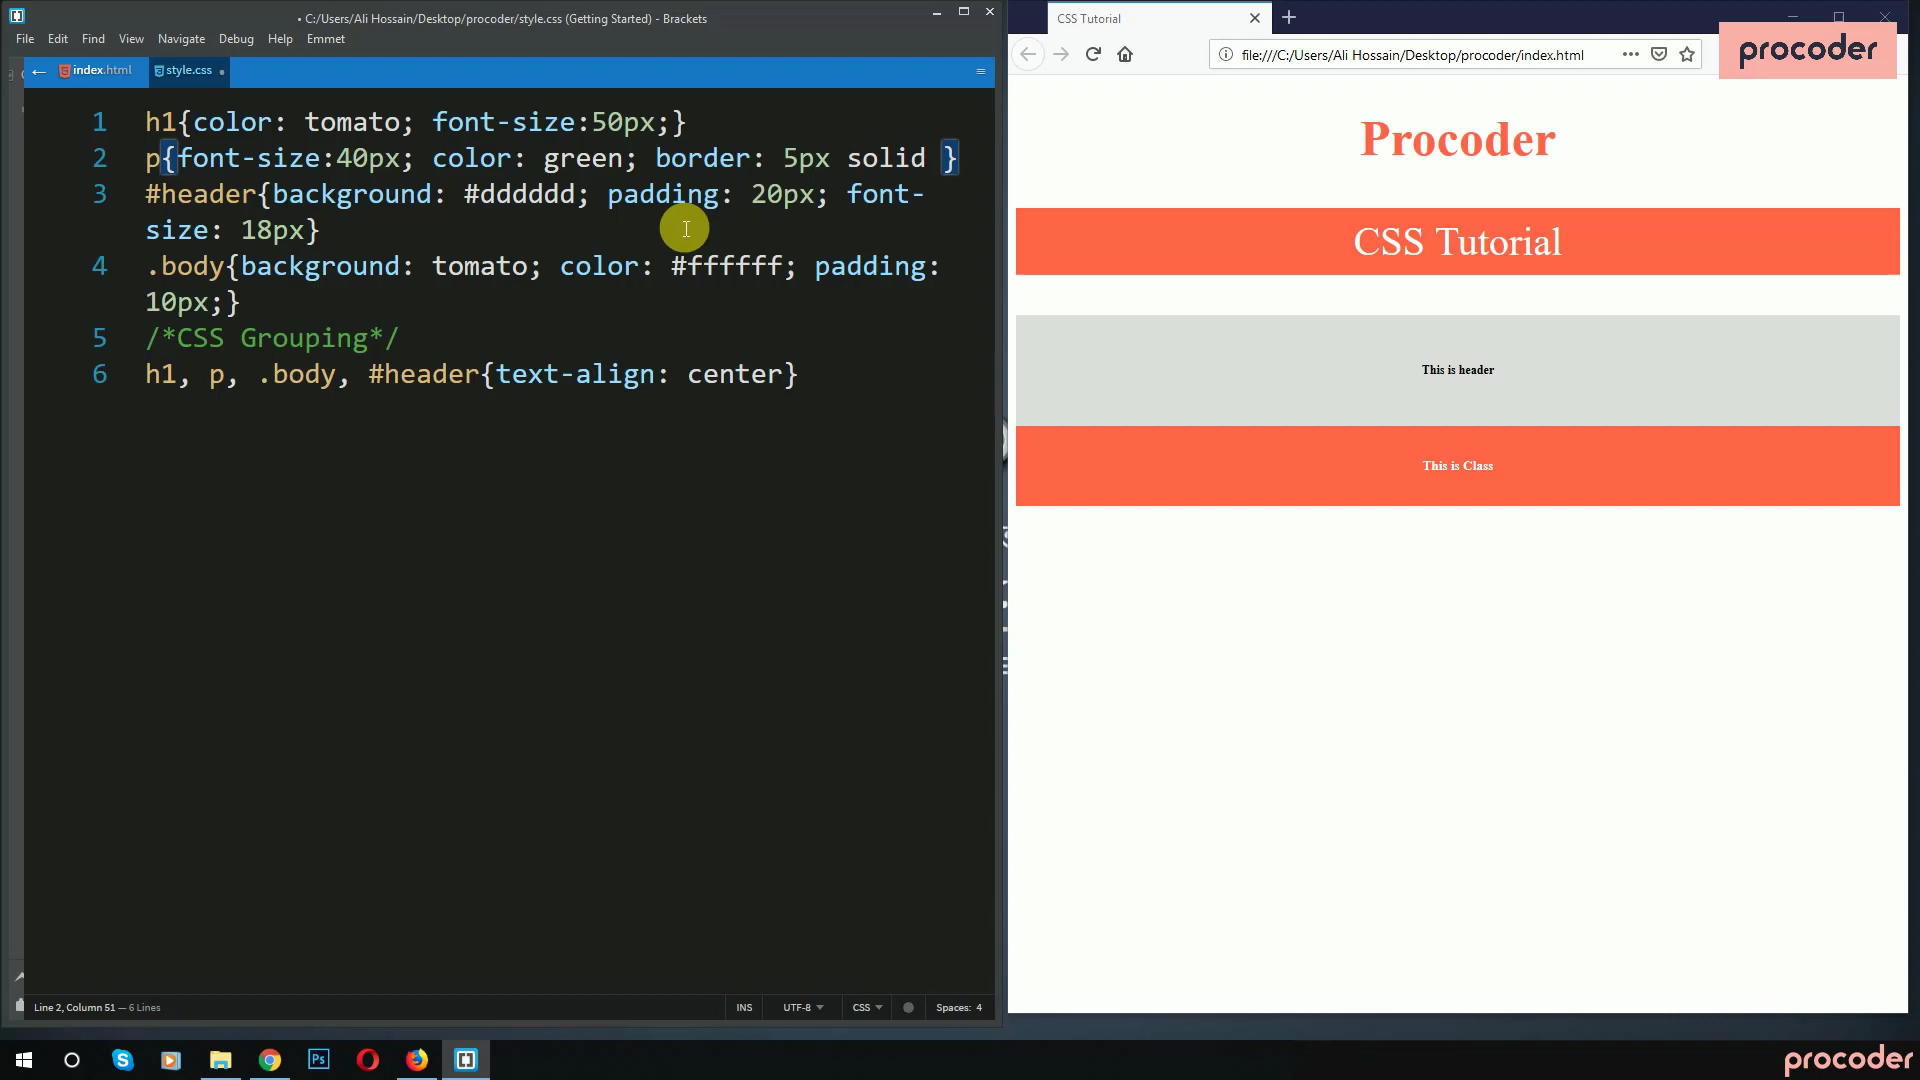 • C:/Users/Ali Hossain/Desktop/procoder/style.css (Getting Started) - Brackets
File Edit Find View Navigate Debug Help Emmet
index.html style.css
1 h1{color: tomato; font-size:50px;}
2 p{font-size:40px; color: green; border: 5px solid }
3 #header{background: #dddddd; padding: 20px; font-
size: 18px}
4 .body{background: tomato; color: #ffffff; padding:
10px;}
5 /*CSS Grouping*/
6 h1, p, .body, #header{text-align: center}
Line 2, Column 51 — 6 Lines
INS UTF-8 CSS Spaces: 4
CSS Tutorial
file:///C:/Users/Ali Hossain/Desktop/procoder/index.html
procoder
Procoder
CSS Tutorial
This is header
This is Class
Ps
procoder